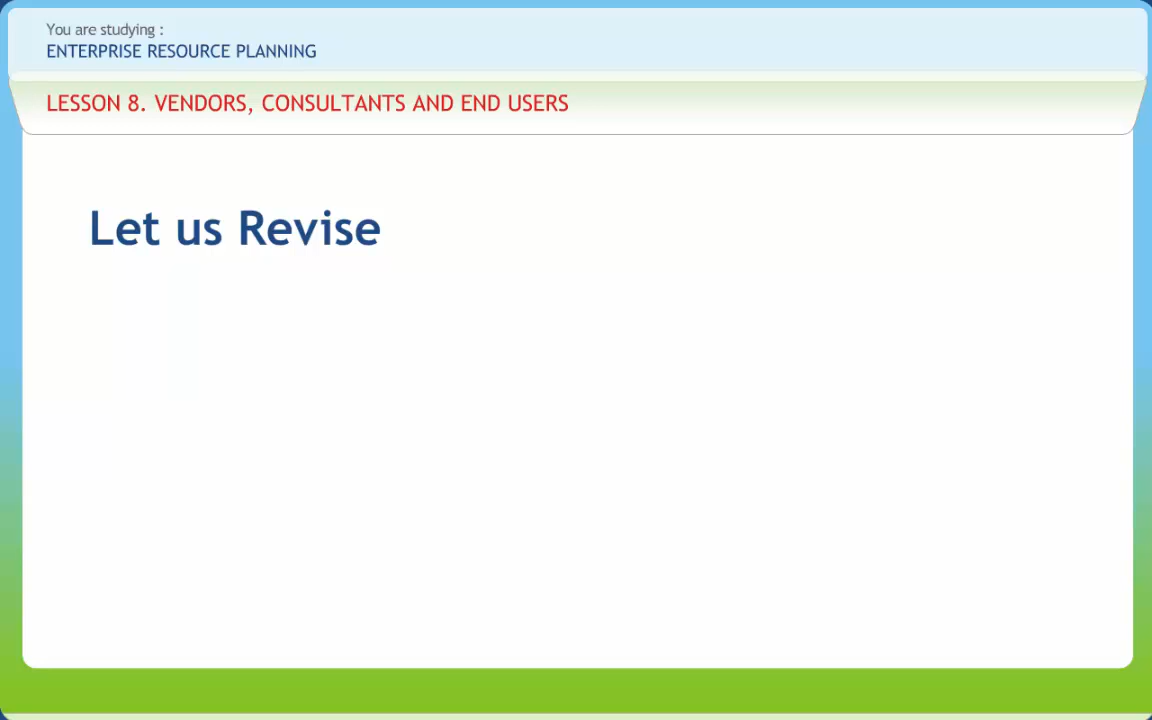 You are studying :
ENTERPRISE RESOURCE PLANNING
LESSON 8. VENDORS, CONSULTANTS AND END USERS
Let us Revise